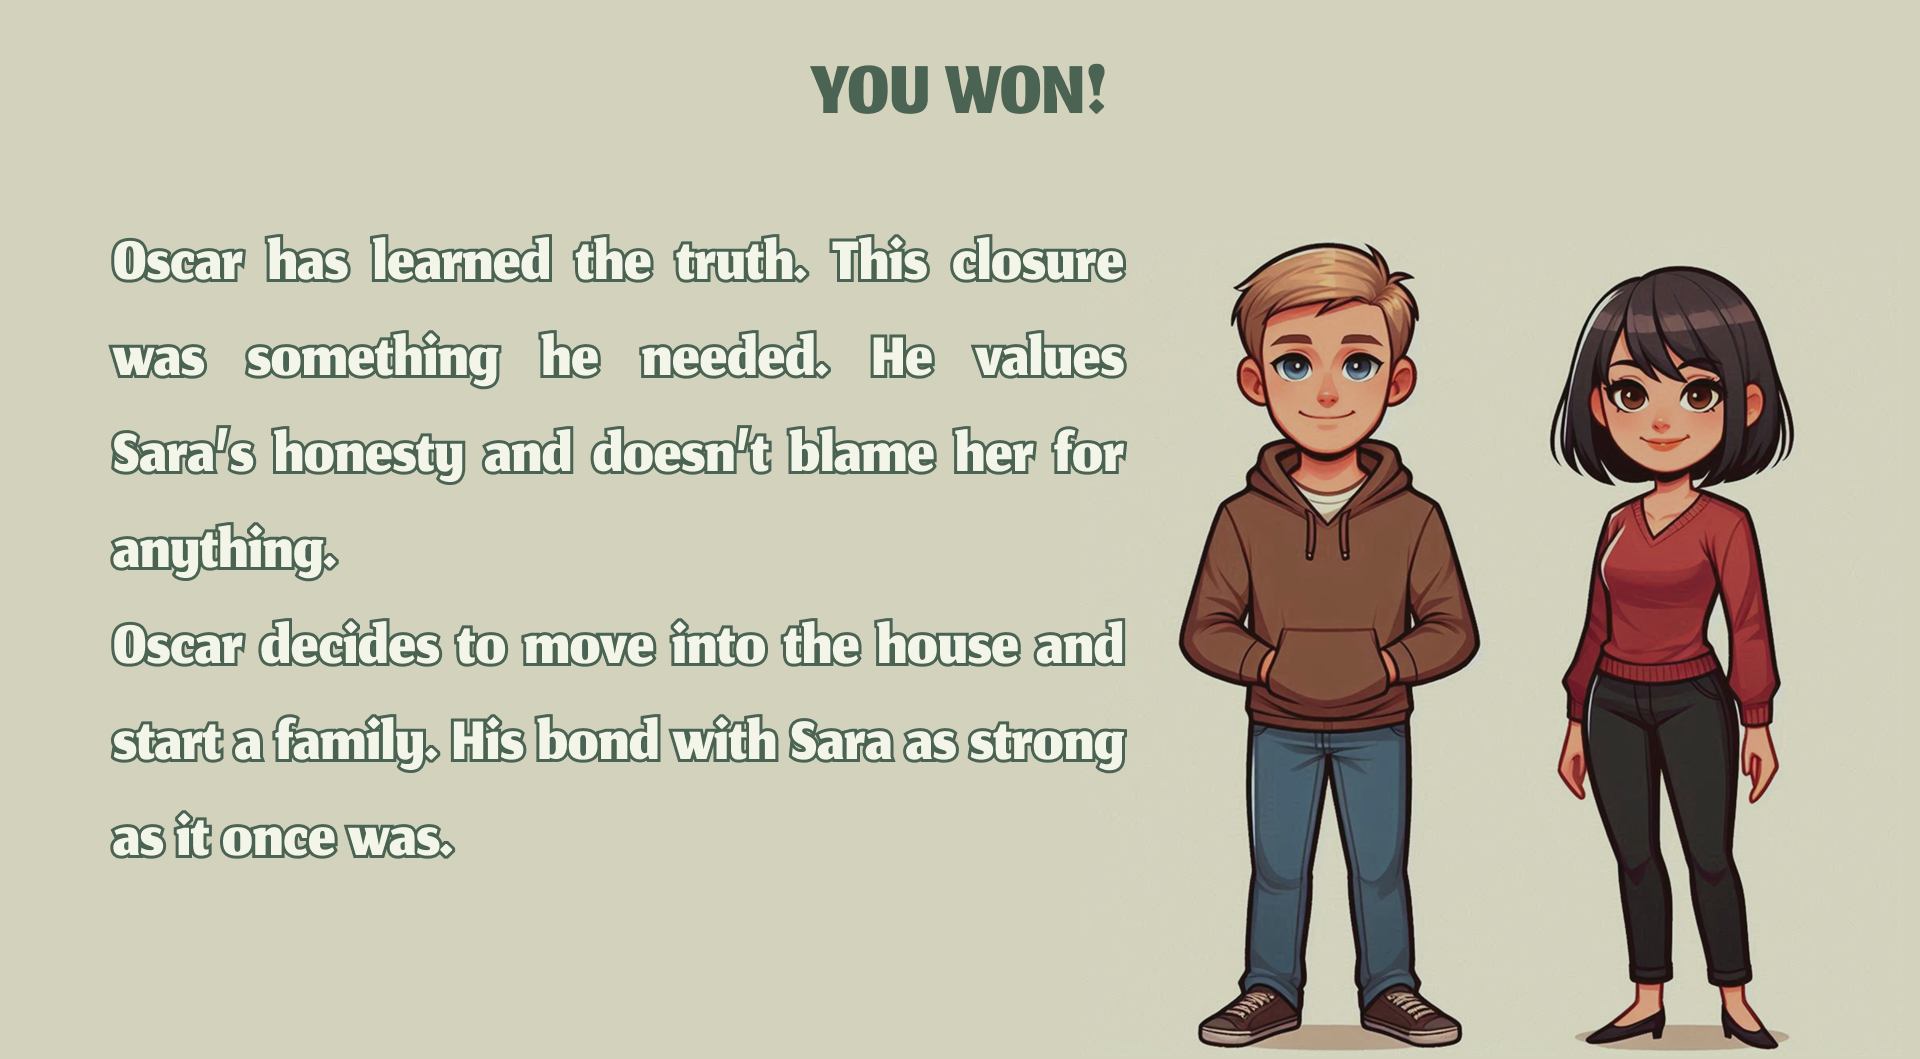 YOU WON!
Oscar has learned the truth. This closure
was something he needed. He values
Sara's honesty and doesn't blame her for
anything.
Oscar decides to move into the house and
start a family. His bond with Sara as strong
as it once was.